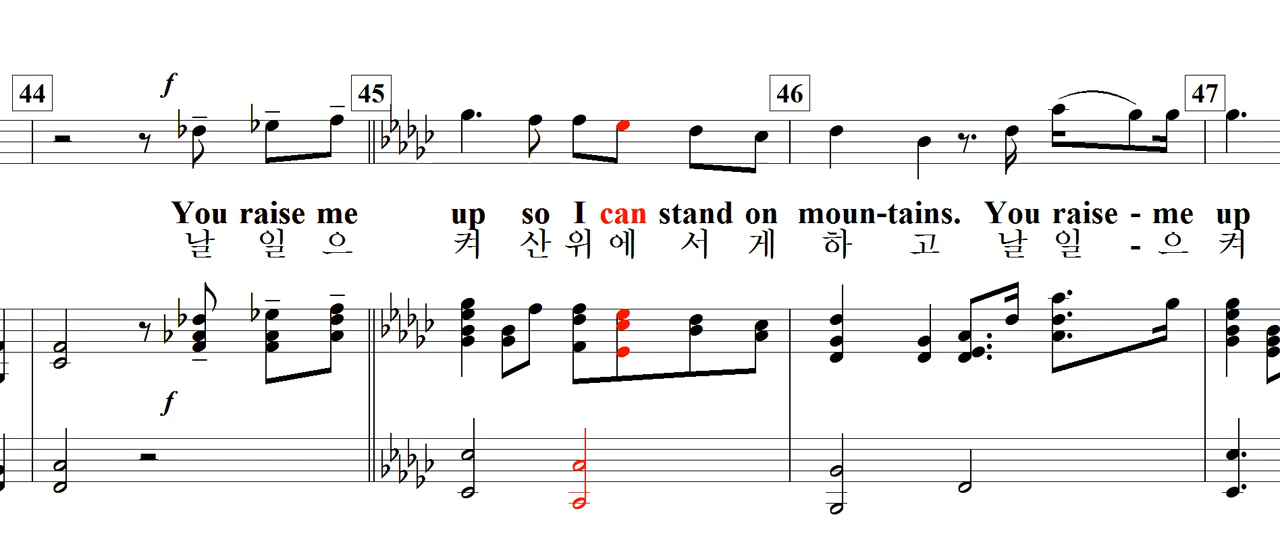 44 45 46 47
f
You raise me up so I can stand on moun-tains. You raise - me up
날 일 으 켜 산 위 에 서 게 하 고 날 일 - 으 켜
f